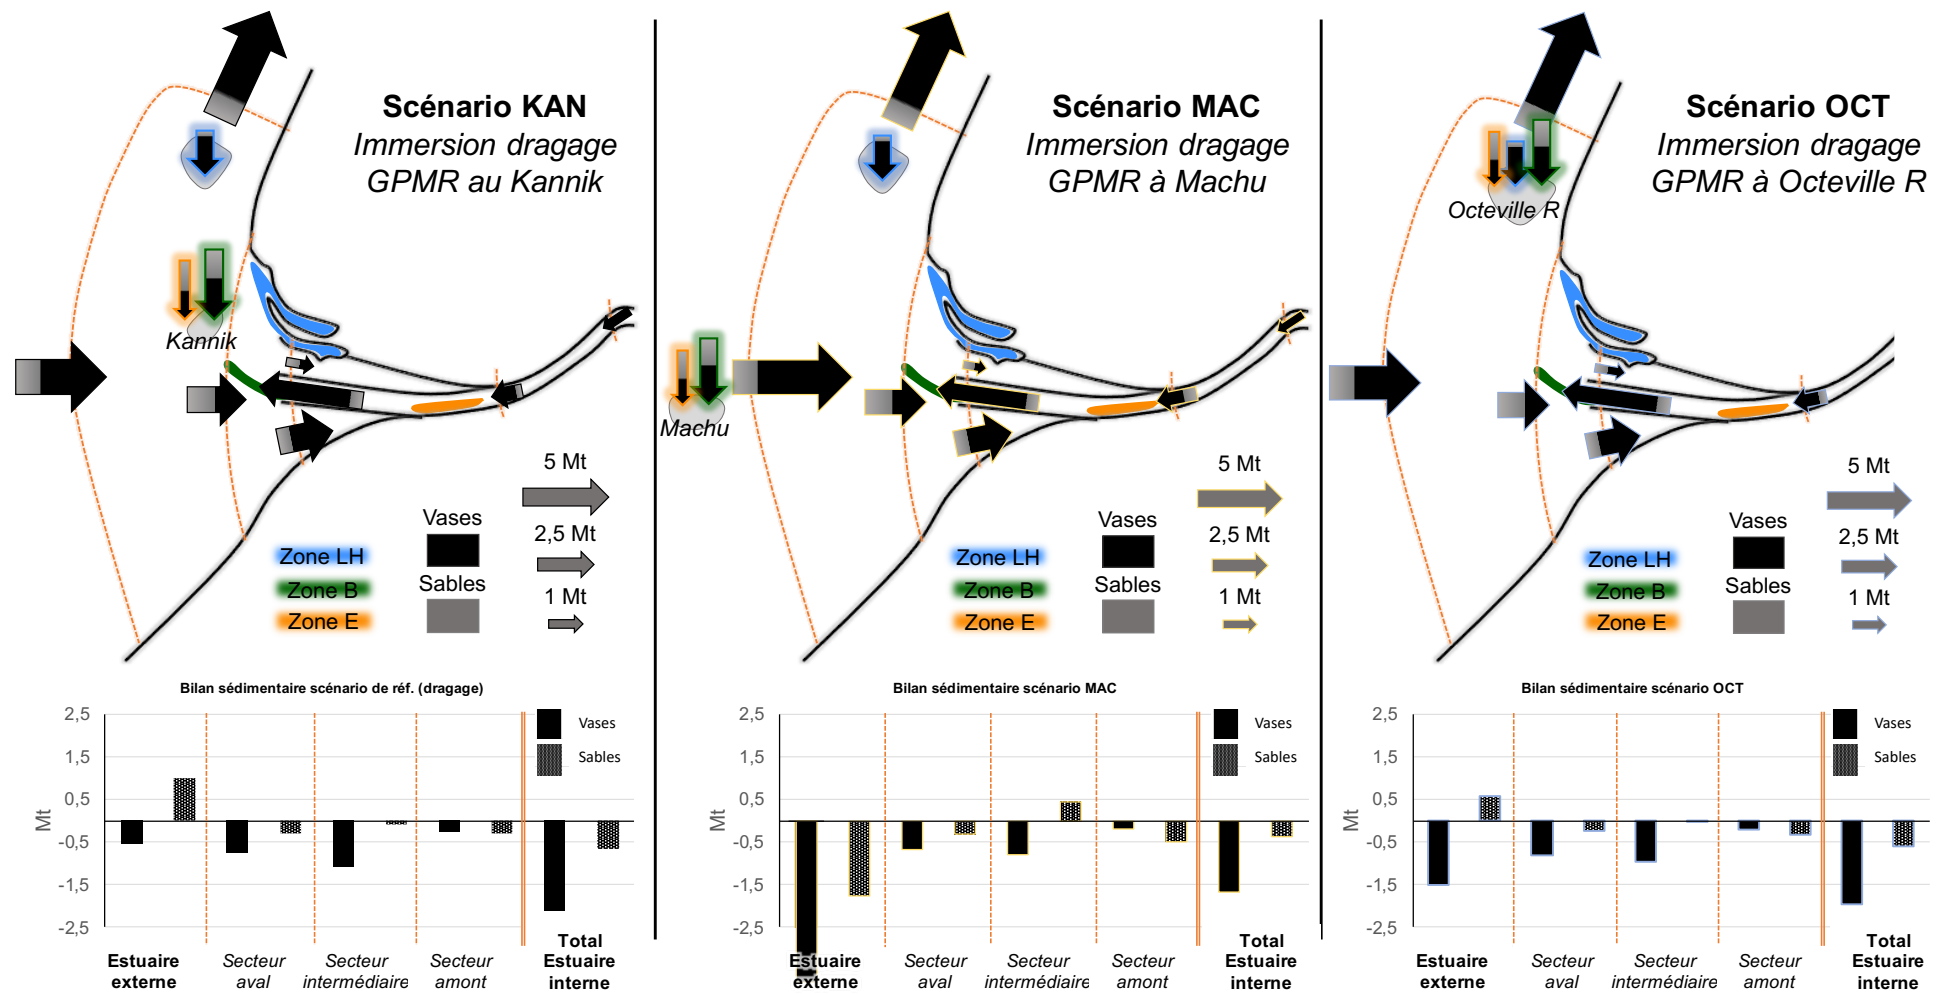 Scénario KAN
Immersion dragage
GPMR au Kannik
Kannik
5 Mt
2,5 Mt
1 Mt
Vases
Sables
Zone LH
Zone B
Zone E
Bilan sédimentaire scénario de réf. (dragage)
2,5
1,5
0,5
-0,5
-1,5
-2,5
Mt
Vases
Sables
Estuaire
externe
Secteur
aval
Secteur
intermédiaire
Secteur
amont
Total
Estuaire
interne
Scénario MAC
Immersion dragage
GPMR à Machu
Machu
5 Mt
2,5 Mt
1 Mt
Vases
Sables
Zone LH
Zone B
Zone E
Bilan sédimentaire scénario MAC
2,5
1,5
0,5
-0,5
-1,5
-2,5
Mt
Vases
Sables
Estuaire
externe
Secteur
aval
Secteur
intermédiaire
Secteur
amont
Total
Estuaire
interne
Scénario OCT
Immersion dragage
GPMR à Octeville R
Octeville R
5 Mt
2,5 Mt
1 Mt
Vases
Sables
Zone LH
Zone B
Zone E
Bilan sédimentaire scénario OCT
2,5
1,5
0,5
-0,5
-1,5
-2,5
Mt
Vases
Sables
Estuaire
externe
Secteur
aval
Secteur
intermédiaire
Secteur
amont
Total
Estuaire
interne